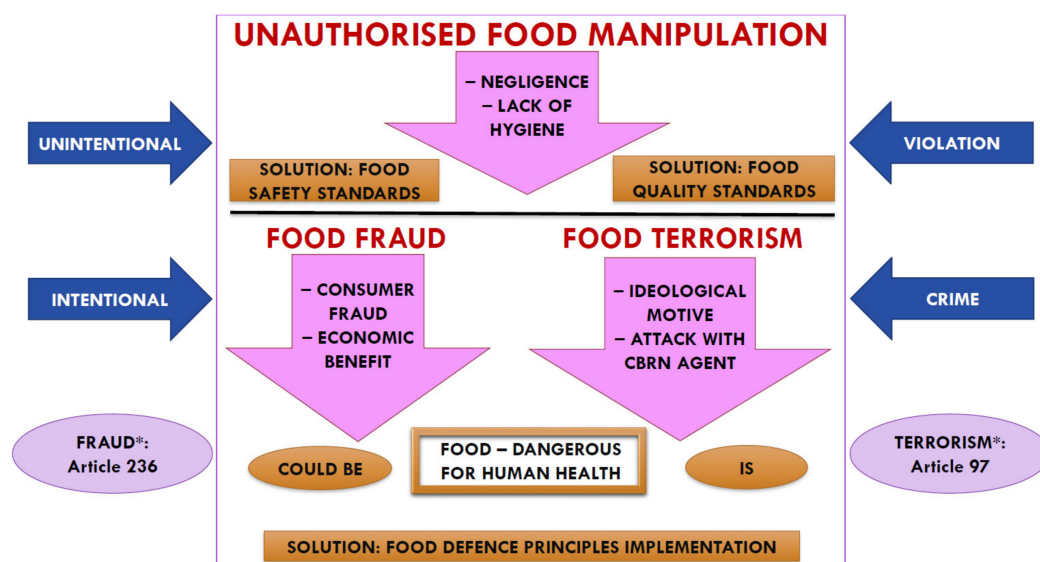 UNAUTHORISED FOOD MANIPULATION
– NEGLIGENCE
– LACK OF
HYGIENE
UNINTENTIONAL
VIOLATION
SOLUTION: FOOD
SAFETY STANDARDS
SOLUTION: FOOD
QUALITY STANDARDS
FOOD FRAUD
FOOD TERRORISM
INTENTIONAL
– CONSUMER
FRAUD
– ECONOMIC
BENEFIT
– IDEOLOGICAL
MOTIVE
– ATTACK WITH
CBRN AGENT
CRIME
FRAUD*:
Article 236
COULD BE
FOOD – DANGEROUS
FOR HUMAN HEALTH
IS
TERRORISM*:
Article 97
SOLUTION: FOOD DEFENCE PRINCIPLES IMPLEMENTATION